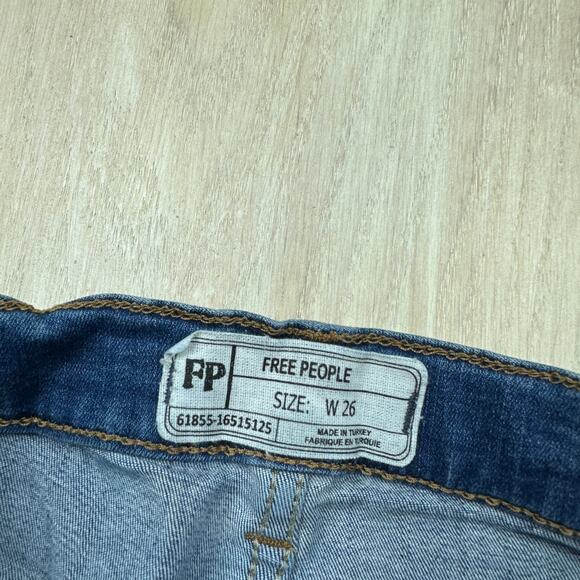 FP
FREE PEOPLE
SIZE: W 26
61855-16515125
MADE IN TURKEY
FABRIQUE EN TURQUIE